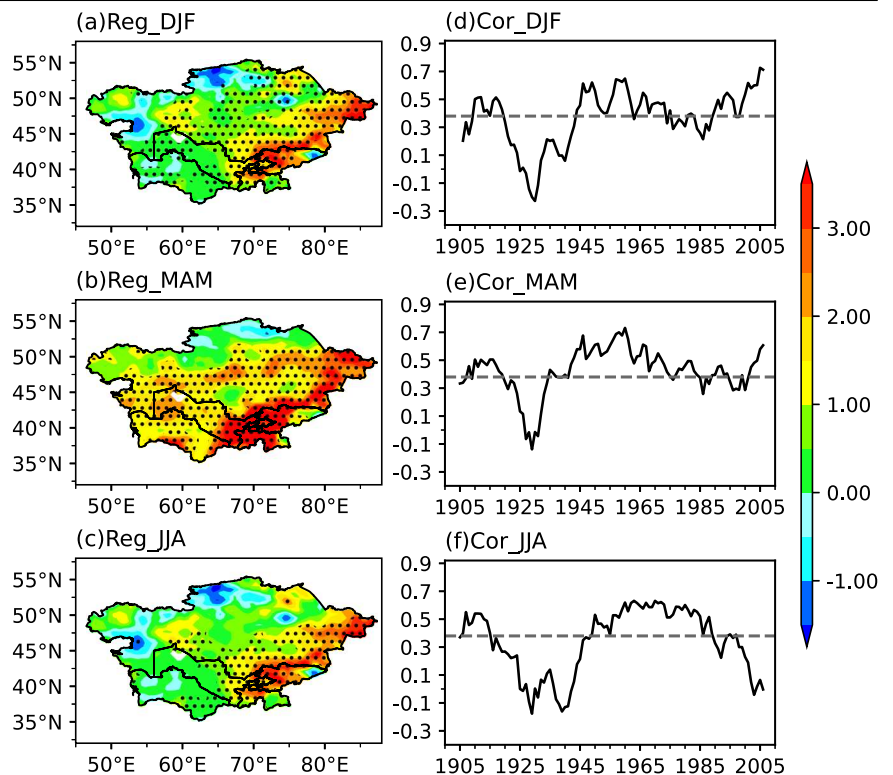 (a)Reg_DJF
55°N
50°N
45°N
40°N
35°N
50°E 60°E 70°E 80°E
(d)Cor_DJF
0.9
0.7
0.5
0.3
0.1
-0.1
-0.3
1905 1925 1945 1965 1985 2005
(b)Reg_MAM
55°N
50°N
45°N
40°N
35°N
50°E 60°E 70°E 80°E
(e)Cor_MAM
0.9
0.7
0.5
0.3
0.1
-0.1
-0.3
1905 1925 1945 1965 1985 2005
(c)Reg_JJA
55°N
50°N
45°N
40°N
35°N
50°E 60°E 70°E 80°E
(f)Cor_JJA
0.9
0.7
0.5
0.3
0.1
-0.1
-0.3
1905 1925 1945 1965 1985 2005
3.00
2.00
1.00
0.00
-1.00